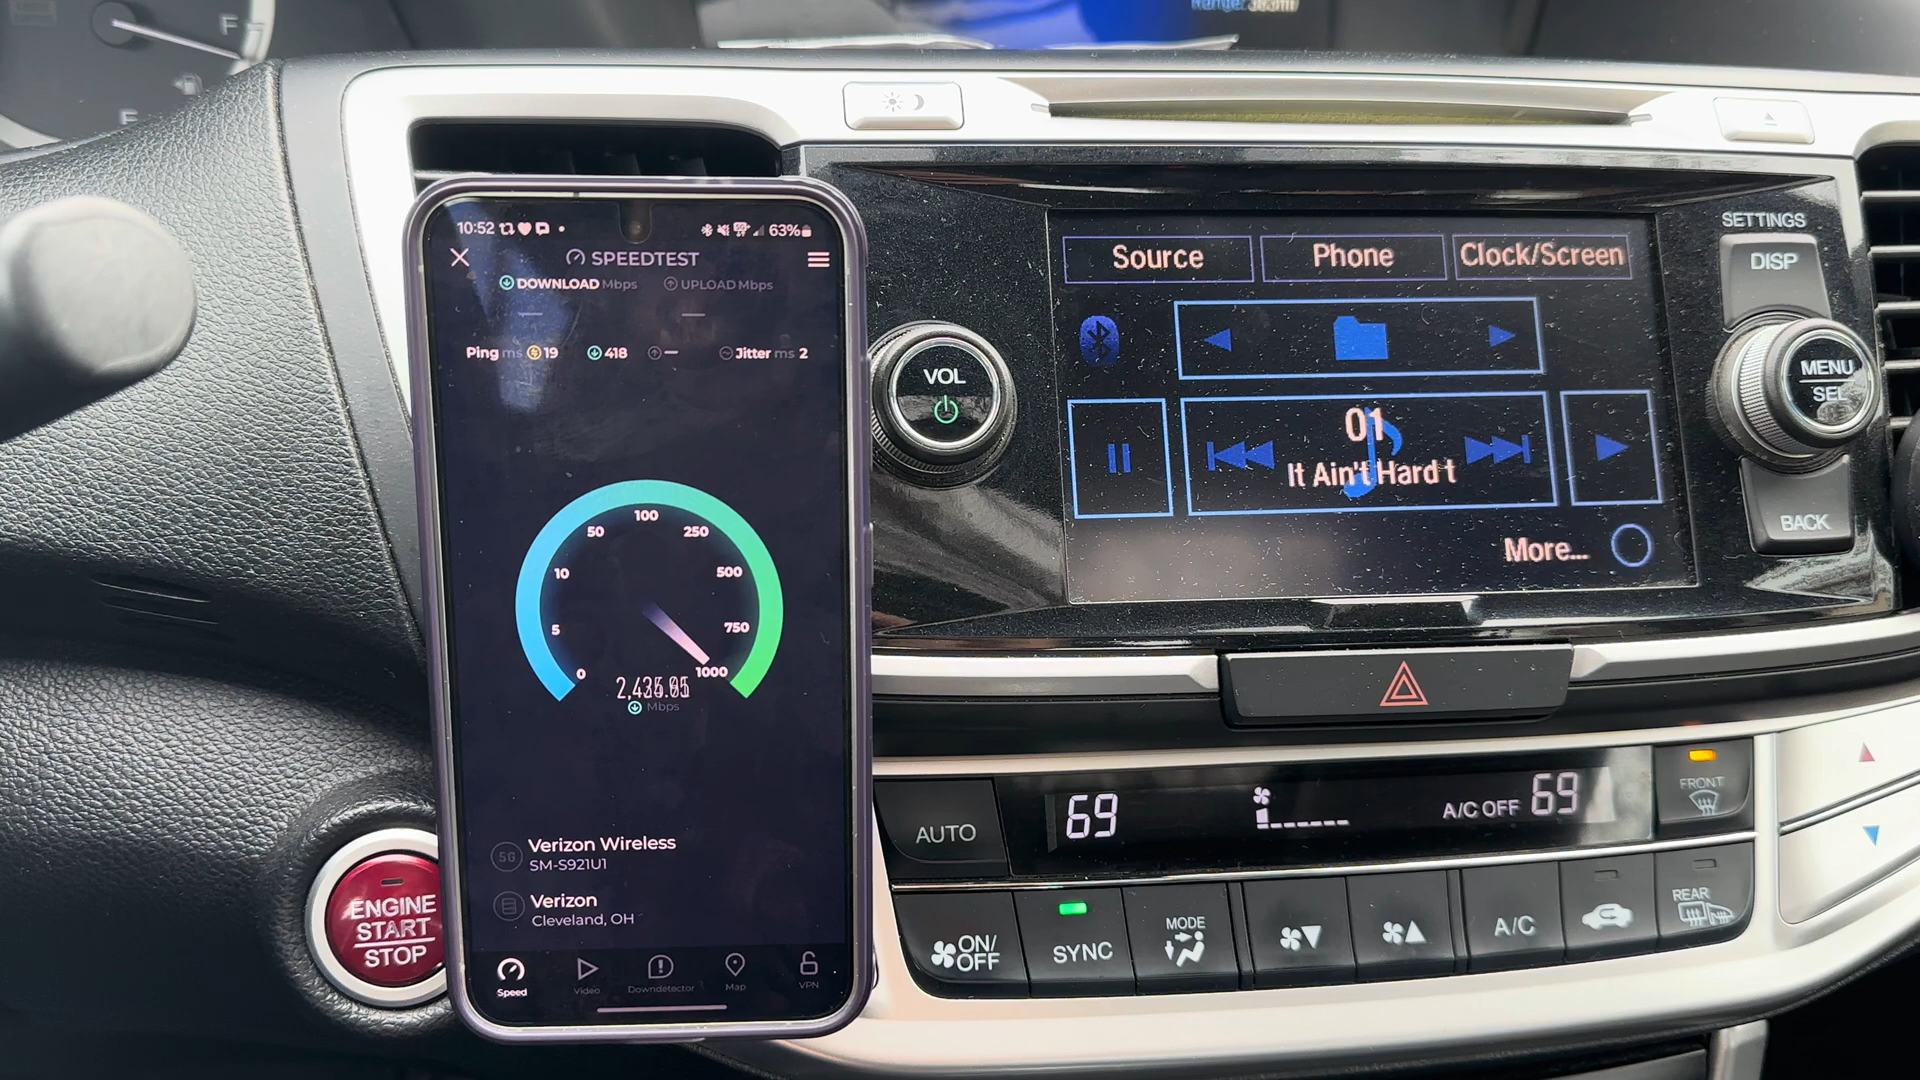 F
E
Range:
10:52
63%
SPEEDTEST
DOWNLOAD Mbps
UPLOAD Mbps
Ping ms 19
418
Jitter ms 2
0
5
10
50
100
250
500
750
1000
Mbps
5G
Verizon Wireless
SM-S921U1
Verizon
Cleveland, OH
Speed
Video
Downdetector
Map
VPN
ENGINE
START
STOP
VOL
Source
Phone
Clock/Screen
01
It Ain't Hard t
More...
SETTINGS
DISP
MENU
SEL
BACK
AUTO
69
A/C OFF
69
FRONT
ON/
OFF
SYNC
MODE
A/C
REAR